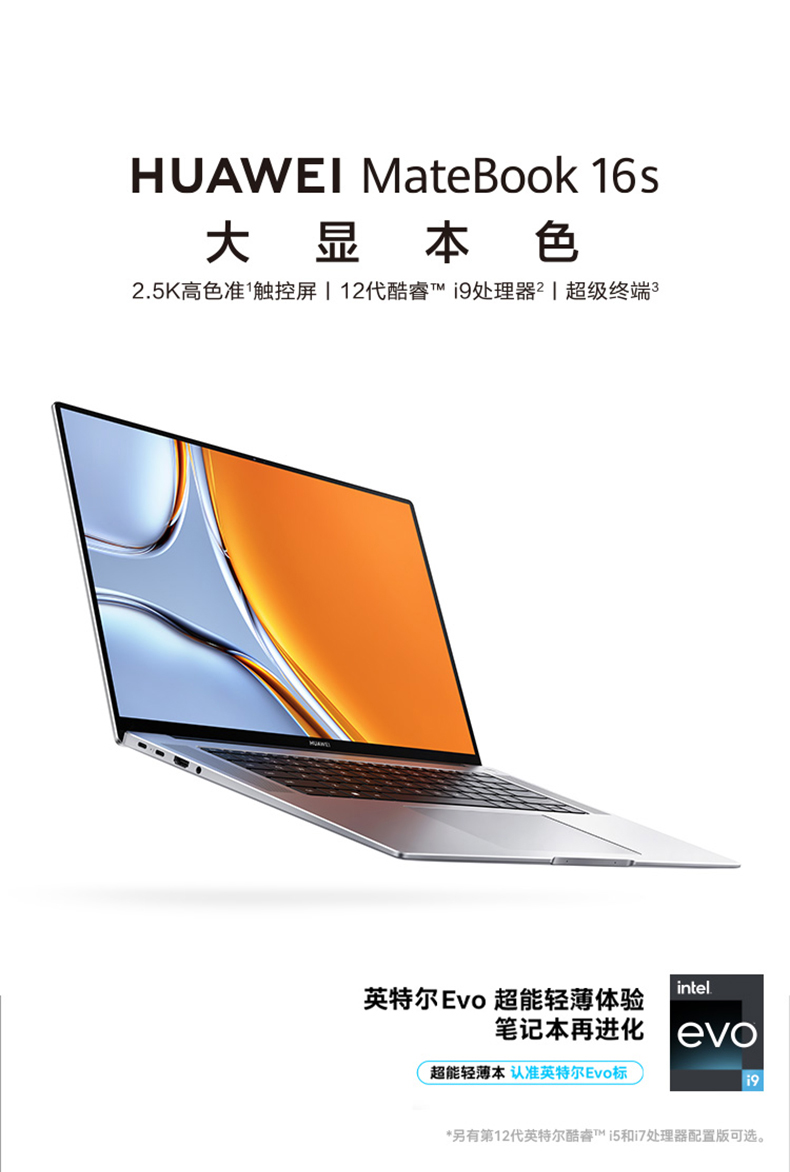 HUAWEI MateBook 16s
大显本色
2.5K高色准¹触控屏 | 12代酷睿™ i9处理器² | 超级终端³
HUAWEI
英特尔Evo 超能轻薄体验
笔记本再进化
超能轻薄本 认准英特尔Evo标
intel.
evo
i9
*另有第12代英特尔酷睿™ i5和i7处理器配置版可选。